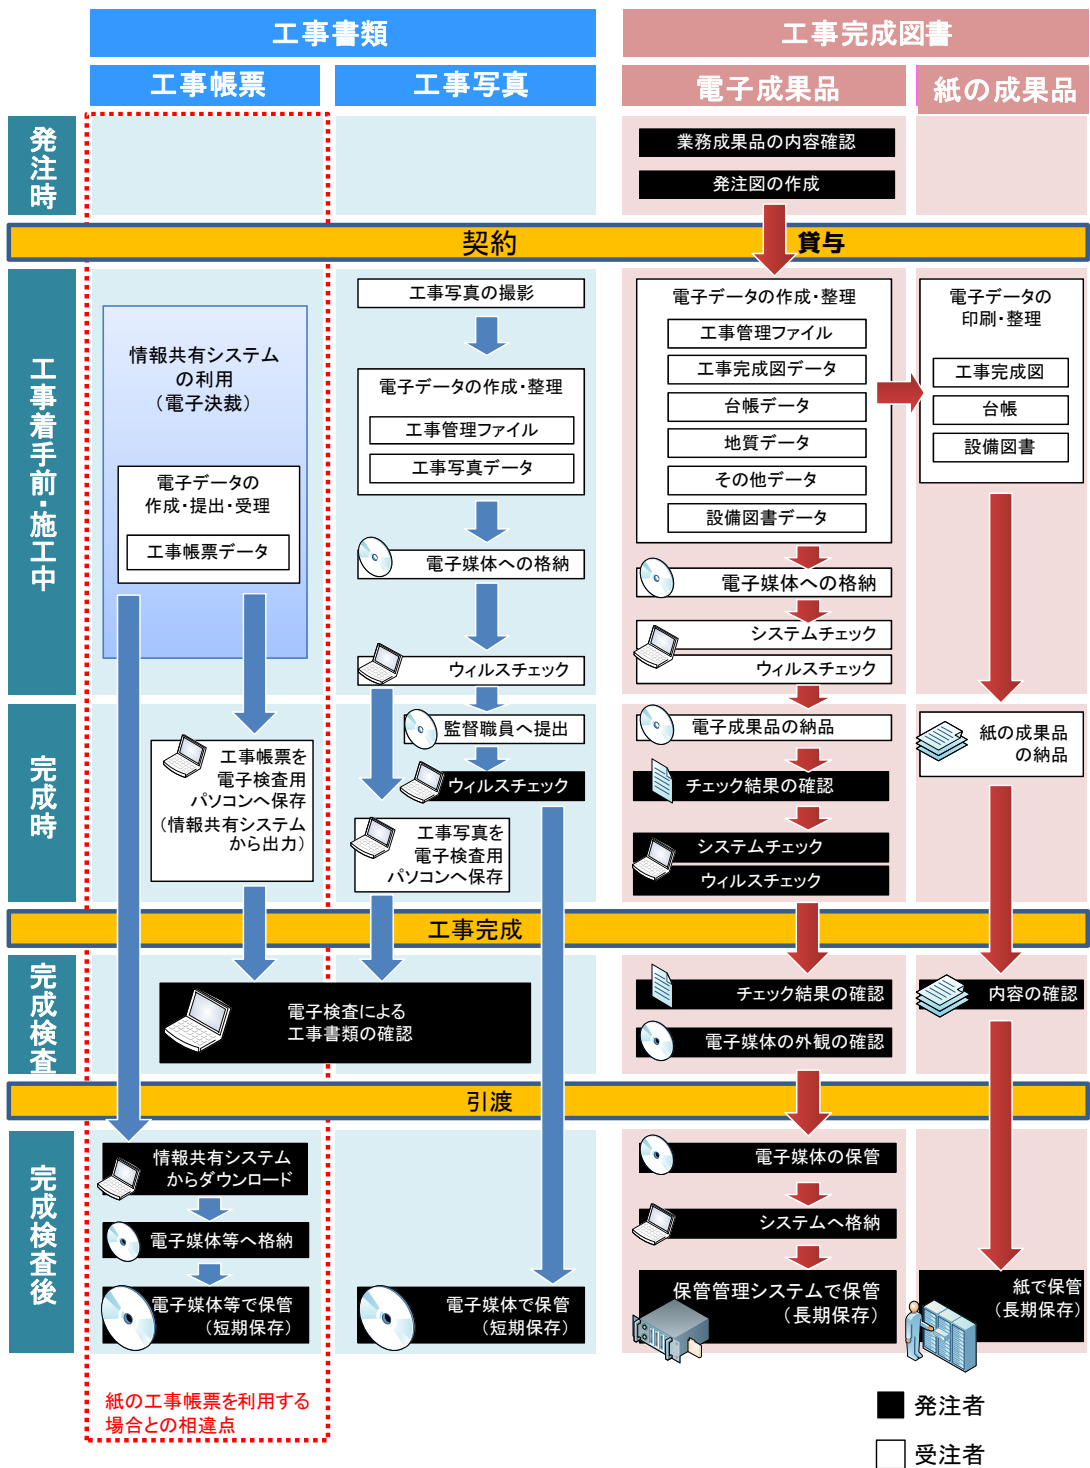 工事書類
工事完成図書
工事帳票
工事写真
電子成果品
紙の成果品
発注時
業務成果品の内容確認
発注図の作成
契約
貸与
工事着手前・施工中
情報共有システム
の利用
（電子決裁）
電子データの
作成・提出・受理
工事帳票データ
工事写真の撮影
電子データの作成・整理
工事管理ファイル
工事写真データ
電子媒体への格納
ウィルスチェック
電子データの作成・整理
工事管理ファイル
工事完成図データ
台帳データ
地質データ
その他データ
設備図書データ
電子媒体への格納
システムチェック
ウィルスチェック
電子データの
印刷・整理
工事完成図
台帳
設備図書
完成時
工事帳票を
電子検査用
パソコンへ保存
（情報共有システム
から出力）
監督職員へ提出
ウィルスチェック
工事写真を
電子検査用
パソコンへ保存
電子成果品の納品
チェック結果の確認
システムチェック
ウィルスチェック
紙の成果品
の納品
工事完成
完成検査
電子検査による
工事書類の確認
チェック結果の確認
電子媒体の外観の確認
内容の確認
引渡
完成検査後
情報共有システム
からダウンロード
電子媒体等へ格納
電子媒体等で保管
（短期保存）
電子媒体で保管
（短期保存）
電子媒体の保管
システムへ格納
保管管理システムで保管
（長期保存）
紙で保管
（長期保存）
紙の工事帳票を利用する
場合との相違点
発注者
受注者